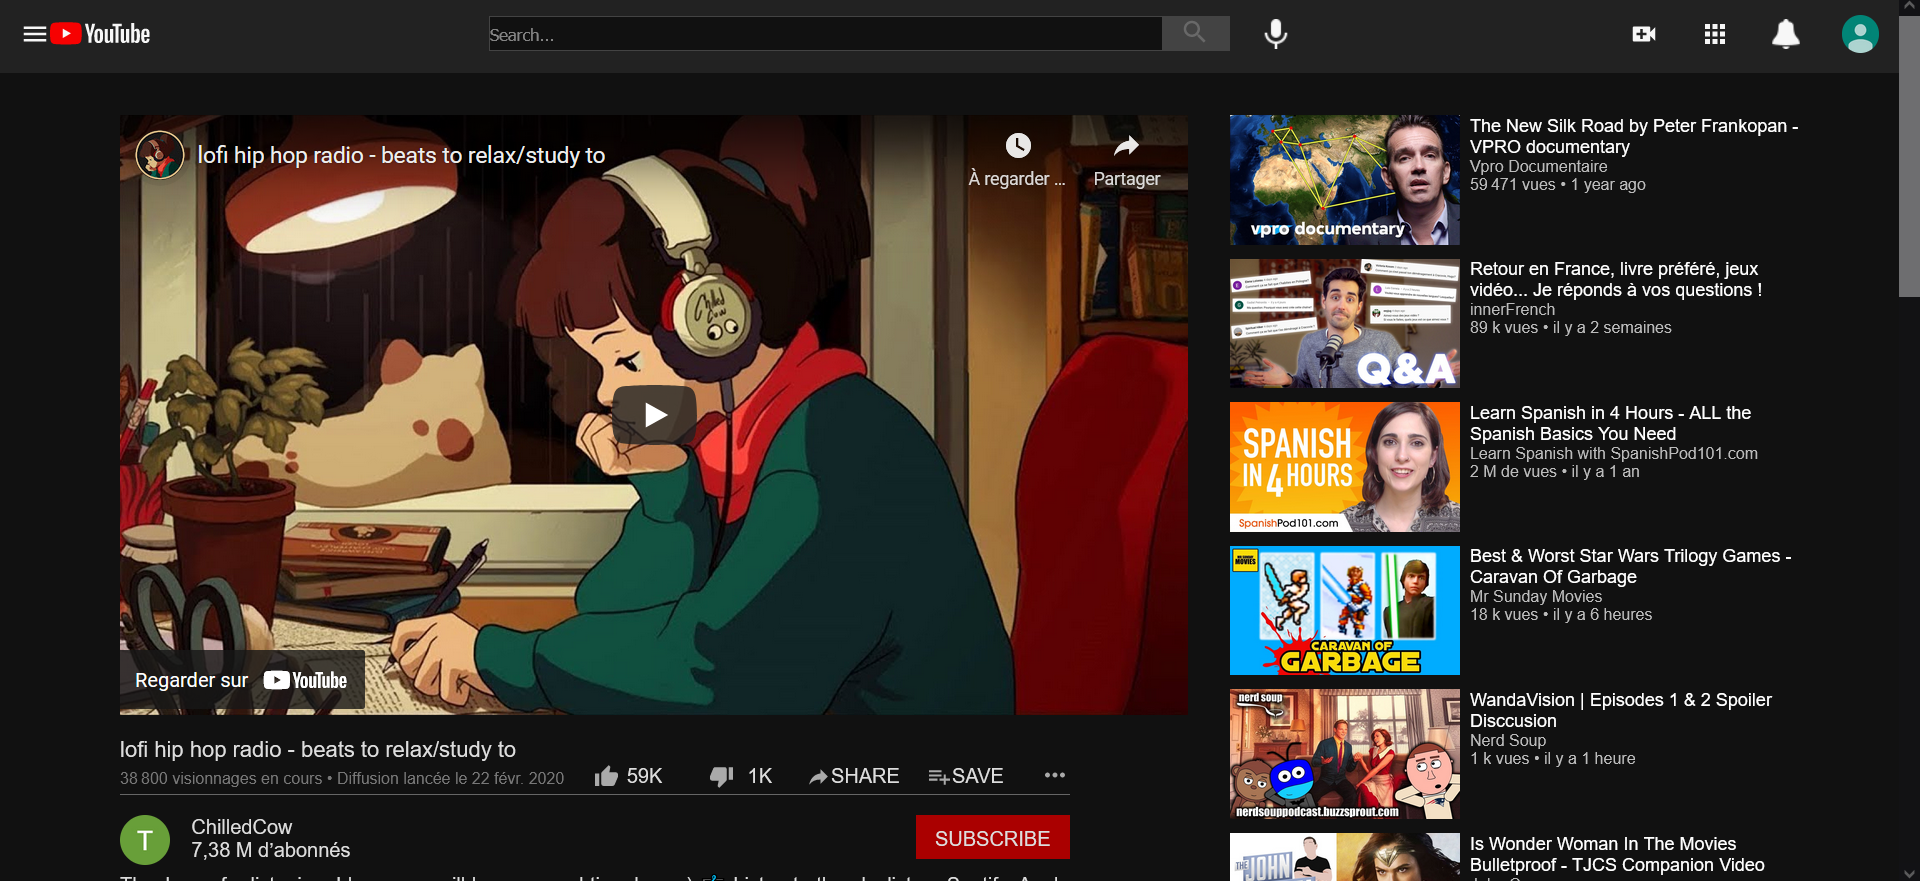 YouTube
Search...
lofi hip hop radio - beats to relax/study to
À regarder ...
Partager
Chilled
Cow
Regarder sur YouTube
lofi hip hop radio - beats to relax/study to
38 800 visionnages en cours • Diffusion lancée le 22 févr. 2020
59K
1K
SHARE
SAVE
T
ChilledCow
7,38 M d’abonnés
SUBSCRIBE
vpro documentary
The New Silk Road by Peter Frankopan -
VPRO documentary
Vpro Documentaire
59 471 vues • 1 year ago
Q&A
Retour en France, livre préféré, jeux
vidéo... Je réponds à vos questions !
innerFrench
89 k vues • il y a 2 semaines
SPANISH
IN 4 HOURS
SpanishPod101.com
Learn Spanish in 4 Hours - ALL the
Spanish Basics You Need
Learn Spanish with SpanishPod101.com
2 M de vues • il y a 1 an
MOVIES
CARAVAN OF
GARBAGE
Best & Worst Star Wars Trilogy Games -
Caravan Of Garbage
Mr Sunday Movies
18 k vues • il y a 6 heures
nerd soup
nerdsouppodcast.buzzsprout.com
WandaVision | Episodes 1 & 2 Spoiler
Disccusion
Nerd Soup
1 k vues • il y a 1 heure
THE JOHN
Is Wonder Woman In The Movies
Bulletproof - TJCS Companion Video